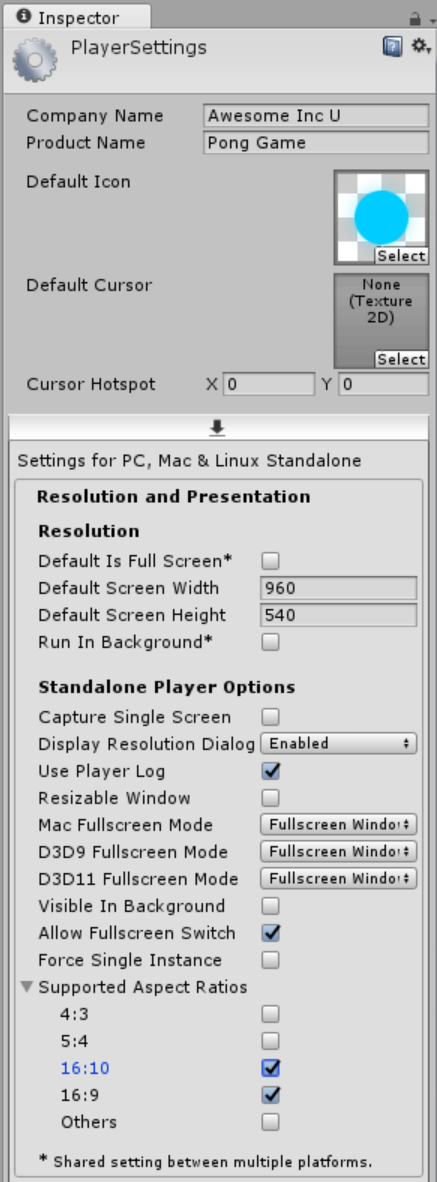 Inspector
PlayerSettings
Company Name Awesome Inc U
Product Name Pong Game
Default Icon
Select
Default Cursor None
(Texture
2D)
Select
Cursor Hotspot X 0 Y 0
Settings for PC, Mac & Linux Standalone
Resolution and Presentation
Resolution
Default Is Full Screen*
Default Screen Width 960
Default Screen Height 540
Run In Background*
Standalone Player Options
Capture Single Screen
Display Resolution Dialog Enabled
Use Player Log
Resizable Window
Mac Fullscreen Mode Fullscreen Windo
D3D9 Fullscreen Mode Fullscreen Windo
D3D11 Fullscreen Mode Fullscreen Windo
Visible In Background
Allow Fullscreen Switch
Force Single Instance
Supported Aspect Ratios
4:3
5:4
16:10
16:9
Others
* Shared setting between multiple platforms.